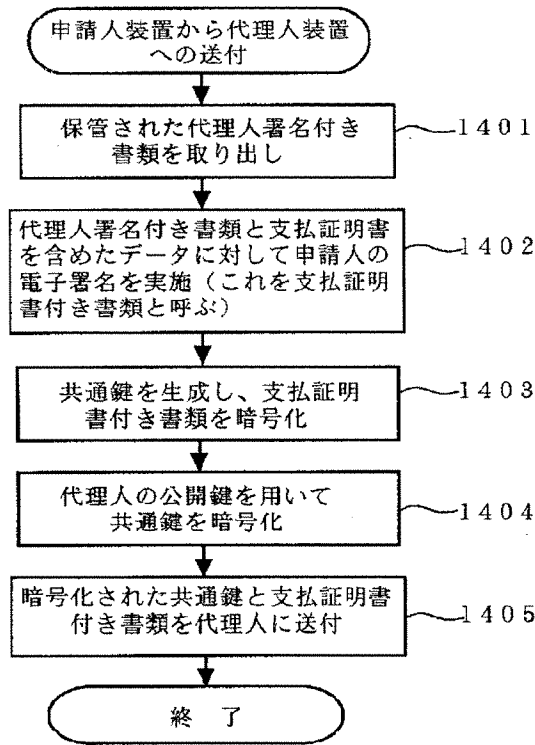 申請人装置から代理人装置
への送付
保管された代理人署名付き
書類を取り出し
1401
代理人署名付き書類と支払証明書
を含めたデータに対して申請人の
電子署名を実施（これを支払証明
書付き書類と呼ぶ）
1402
共通鍵を生成し、支払証明
書付き書類を暗号化
1403
代理人の公開鍵を用いて
共通鍵を暗号化
1404
暗号化された共通鍵と支払証明書
付き書類を代理人に送付
1405
終　了